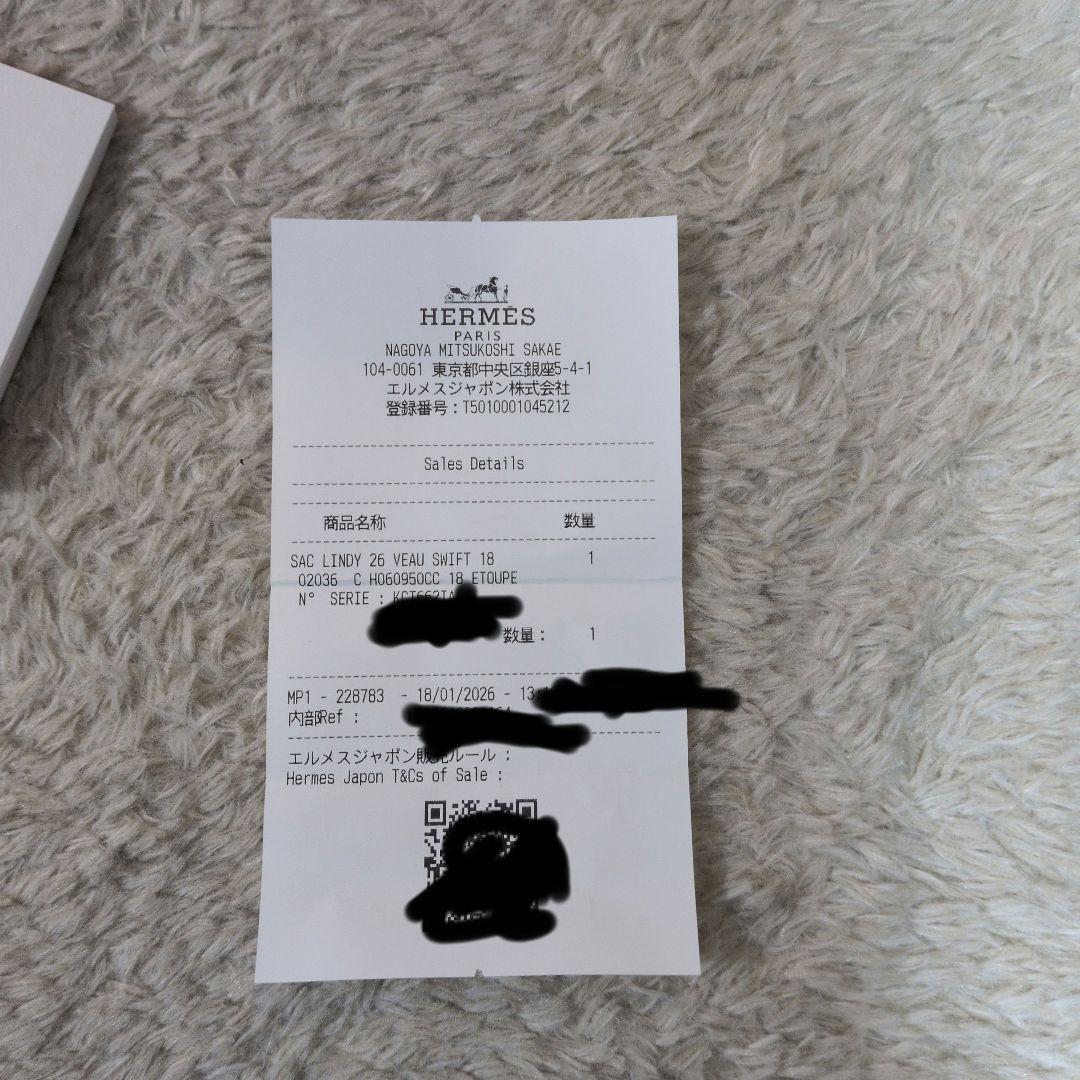 HERMÈS
PARIS
NAGOYA MITSUKOSHI SAKAE
104-0061 東京都中央区銀座5-4-1
エルメスジャポン株式会社
登録番号：T5010001045212
Sales Details
商品名称 数量
SAC LINDY 26 VEAU SWIFT 18 1
02036 C H060950CC 18 ETOUPE
N° SERIE :
数量： 1
MP1 - 228783 - 18/01/2026 - 13:
内部Ref :
エルメスジャポン販売ルール :
Hermes Japon T&Cs of Sale :